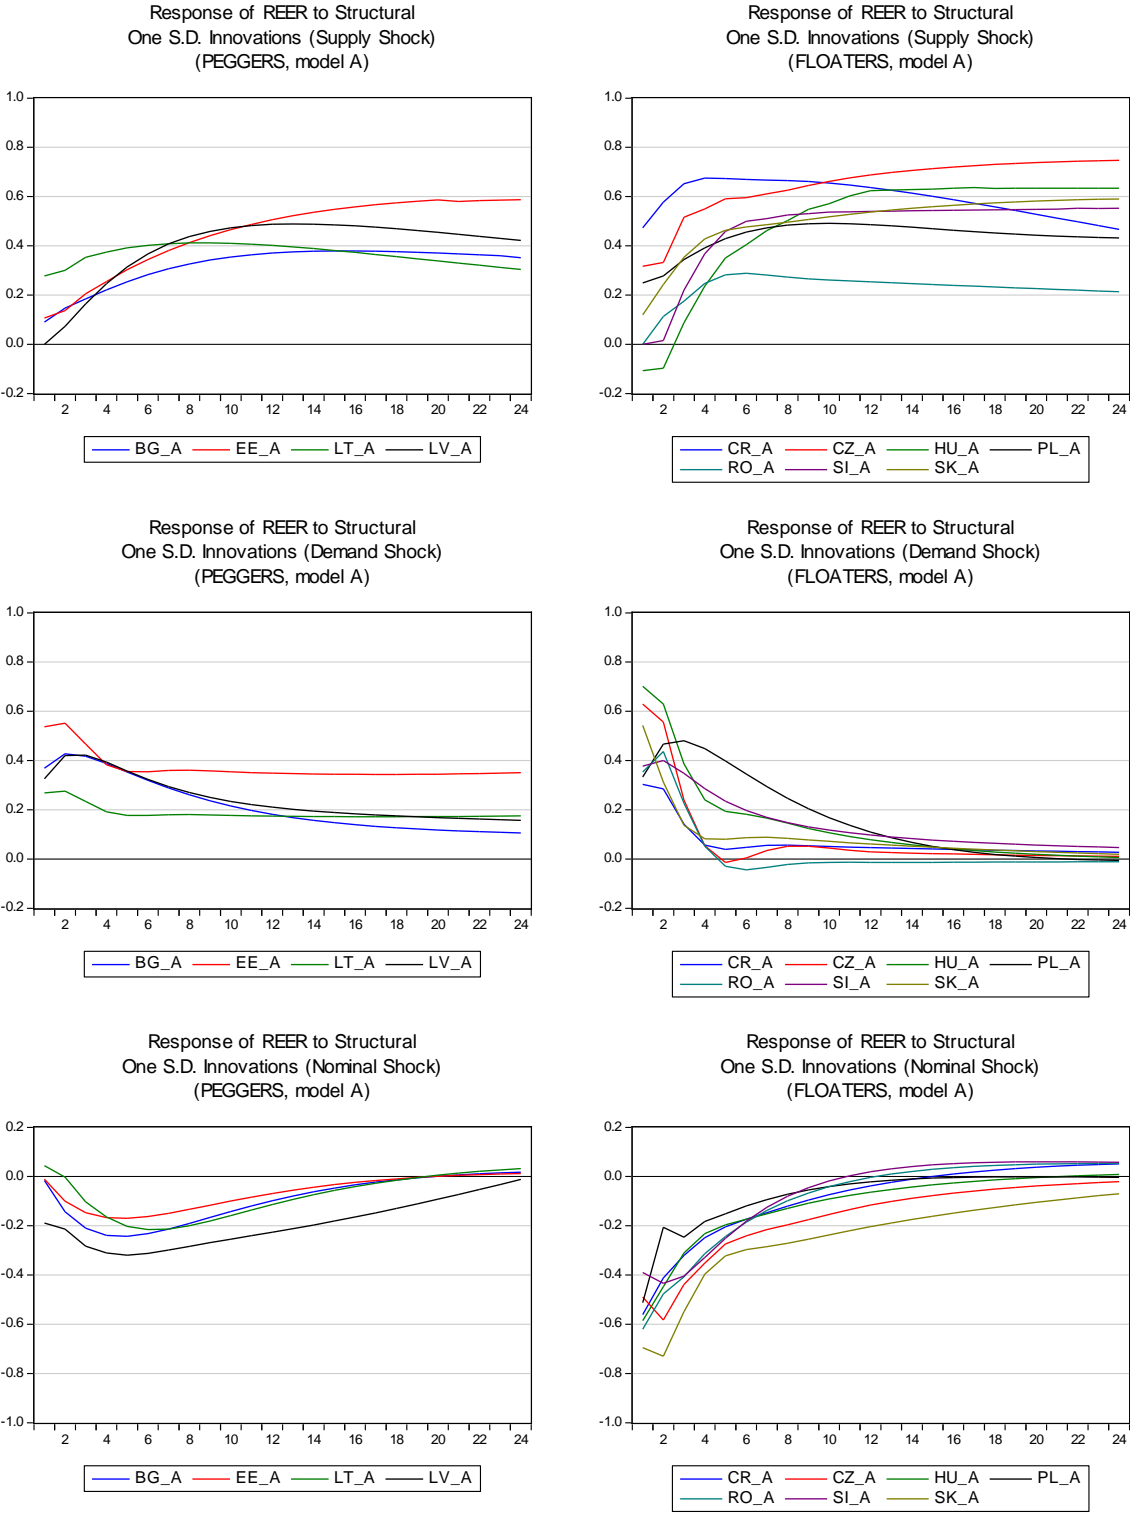 Response of REER to Structural
One S.D. Innovations (Supply Shock)
(PEGGERS, model A)
1.0
0.8
0.6
0.4
0.2
0.0
-0.2
2 4 6 8 10 12 14 16 18 20 22 24
BG_A EE_A LT_A LV_A
Response of REER to Structural
One S.D. Innovations (Supply Shock)
(FLOATERS, model A)
1.0
0.8
0.6
0.4
0.2
0.0
-0.2
2 4 6 8 10 12 14 16 18 20 22 24
CR_A CZ_A HU_A PL_A
RO_A SI_A SK_A
Response of REER to Structural
One S.D. Innovations (Demand Shock)
(PEGGERS, model A)
1.0
0.8
0.6
0.4
0.2
0.0
-0.2
2 4 6 8 10 12 14 16 18 20 22 24
BG_A EE_A LT_A LV_A
Response of REER to Structural
One S.D. Innovations (Demand Shock)
(FLOATERS, model A)
1.0
0.8
0.6
0.4
0.2
0.0
-0.2
2 4 6 8 10 12 14 16 18 20 22 24
CR_A CZ_A HU_A PL_A
RO_A SI_A SK_A
Response of REER to Structural
One S.D. Innovations (Nominal Shock)
(PEGGERS, model A)
0.2
0.0
-0.2
-0.4
-0.6
-0.8
-1.0
2 4 6 8 10 12 14 16 18 20 22 24
BG_A EE_A LT_A LV_A
Response of REER to Structural
One S.D. Innovations (Nominal Shock)
(FLOATERS, model A)
0.2
0.0
-0.2
-0.4
-0.6
-0.8
-1.0
2 4 6 8 10 12 14 16 18 20 22 24
CR_A CZ_A HU_A PL_A
RO_A SI_A SK_A